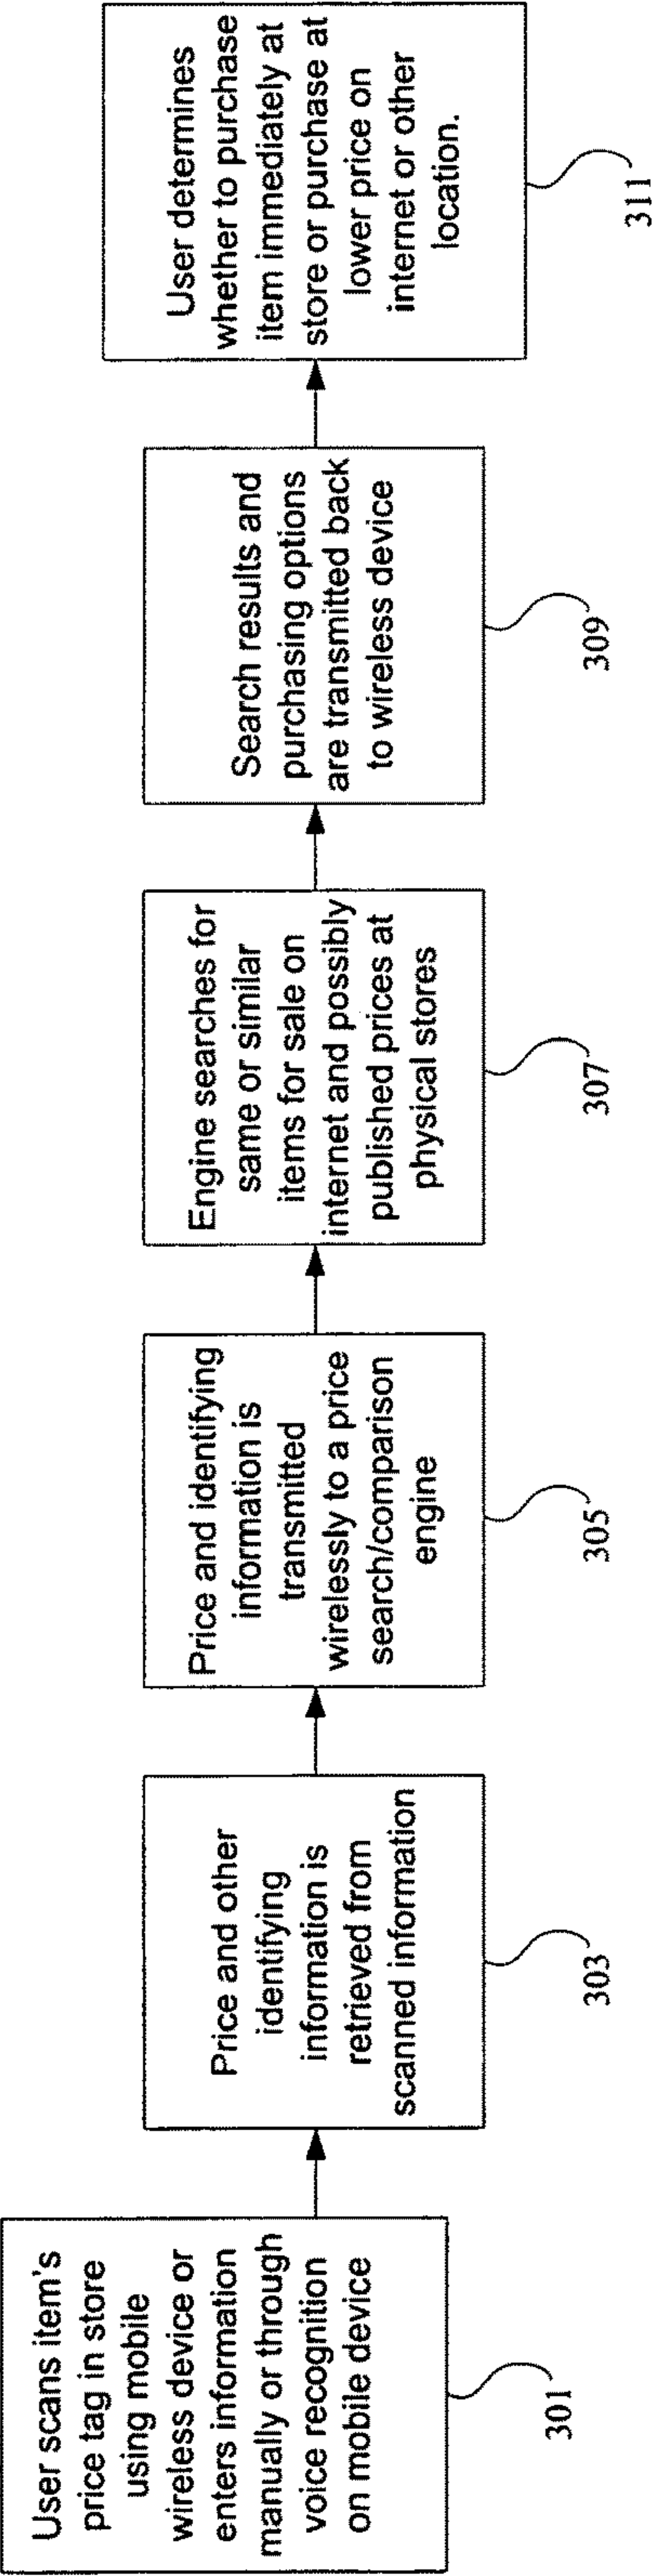 User scans item's
price tag in store
using mobile
wireless device or
enters information
manually or through
voice recognition
on mobile device
301
Price and other
identifying
information is
retrieved from
scanned information
303
Price and identifying
information is
transmitted
wirelessly to a price
search/comparison
engine
305
Engine searches for
same or similar
items for sale on
internet and possibly
published prices at
physical stores
307
Search results and
purchasing options
are transmitted back
to wireless device
309
User determines
whether to purchase
item immediately at
store or purchase at
lower price on
internet or other
location.
311